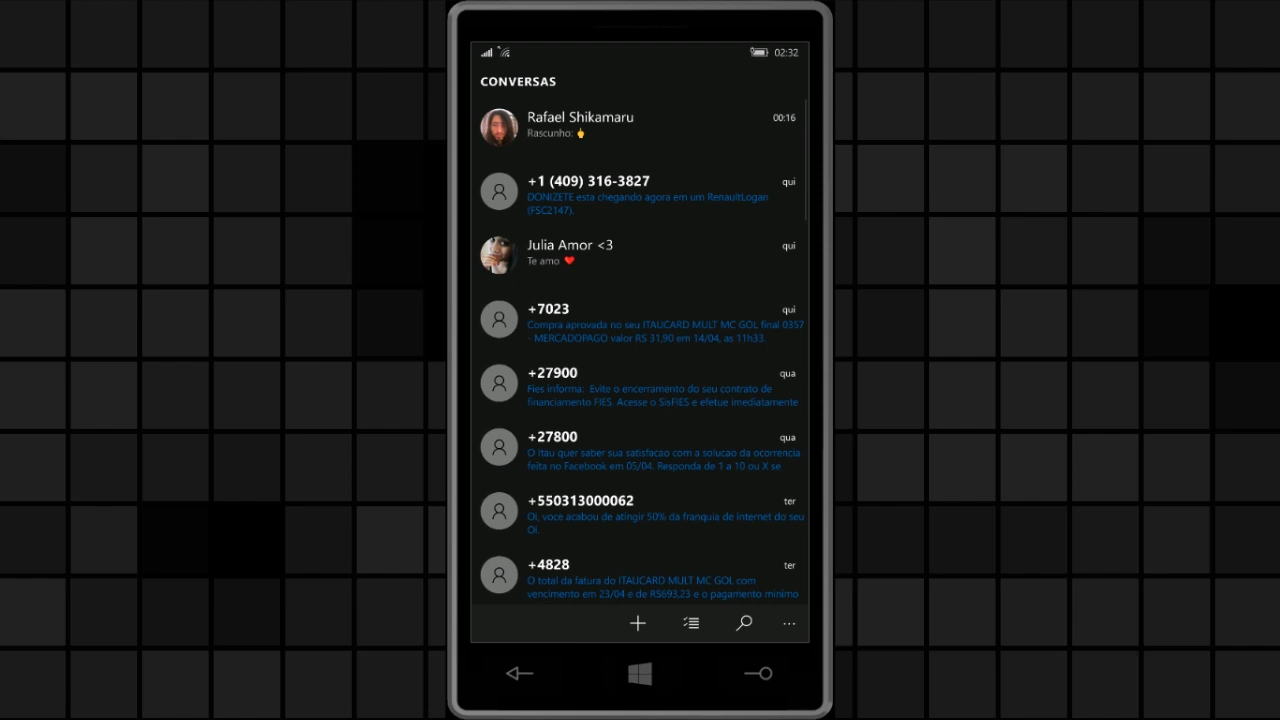 02:32
CONVERSAS
Rafael Shikamaru 00:16
Rascunho:
+1 (409) 316-3827 qui
DONIZETE esta chegando agora em um RenaultLogan
(FSC2147).
Julia Amor <3 qui
Te amo ❤
+7023 qui
Compra aprovada no seu ITAUCARD MULT MC GOL final 0357
- MERCADOPAGO valor RS 31,90 em 14/04, as 11h33.
+27900 qua
Fies informa: Evite o encerramento do seu contrato de
financiamento FIES. Acesse o SisFIES e efetue imediatamente
+27800 qua
O Itau quer saber sua satisfacao com a solucao da ocorrencia
feita no Facebook em 05/04. Responda de 1 a 10 ou X se
+550313000062 ter
Oi, voce acabou de atingir 50% da franquia de internet do seu
Oi.
+4828 ter
O total da fatura do ITAUCARD MULT MC GOL com
vencimento em 23/04 e de RS693,23 e o pagamento minimo